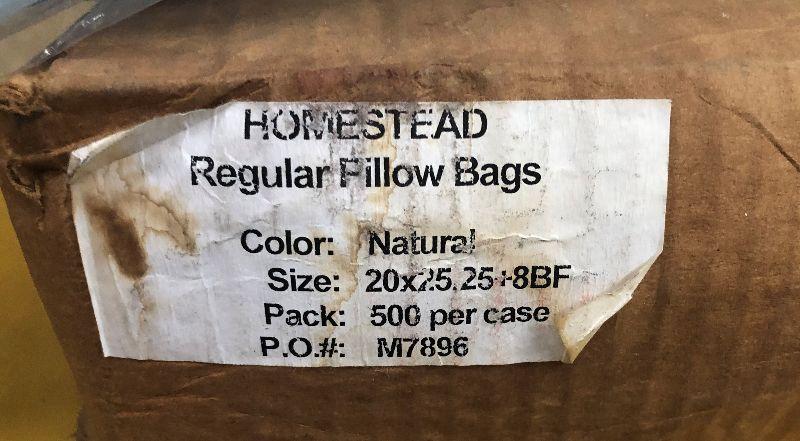 HOMESTEAD
Regular Pillow Bags
Color: Natural
Size: 20x25.25+8BF
Pack: 500 per case
P.O.#: M7896